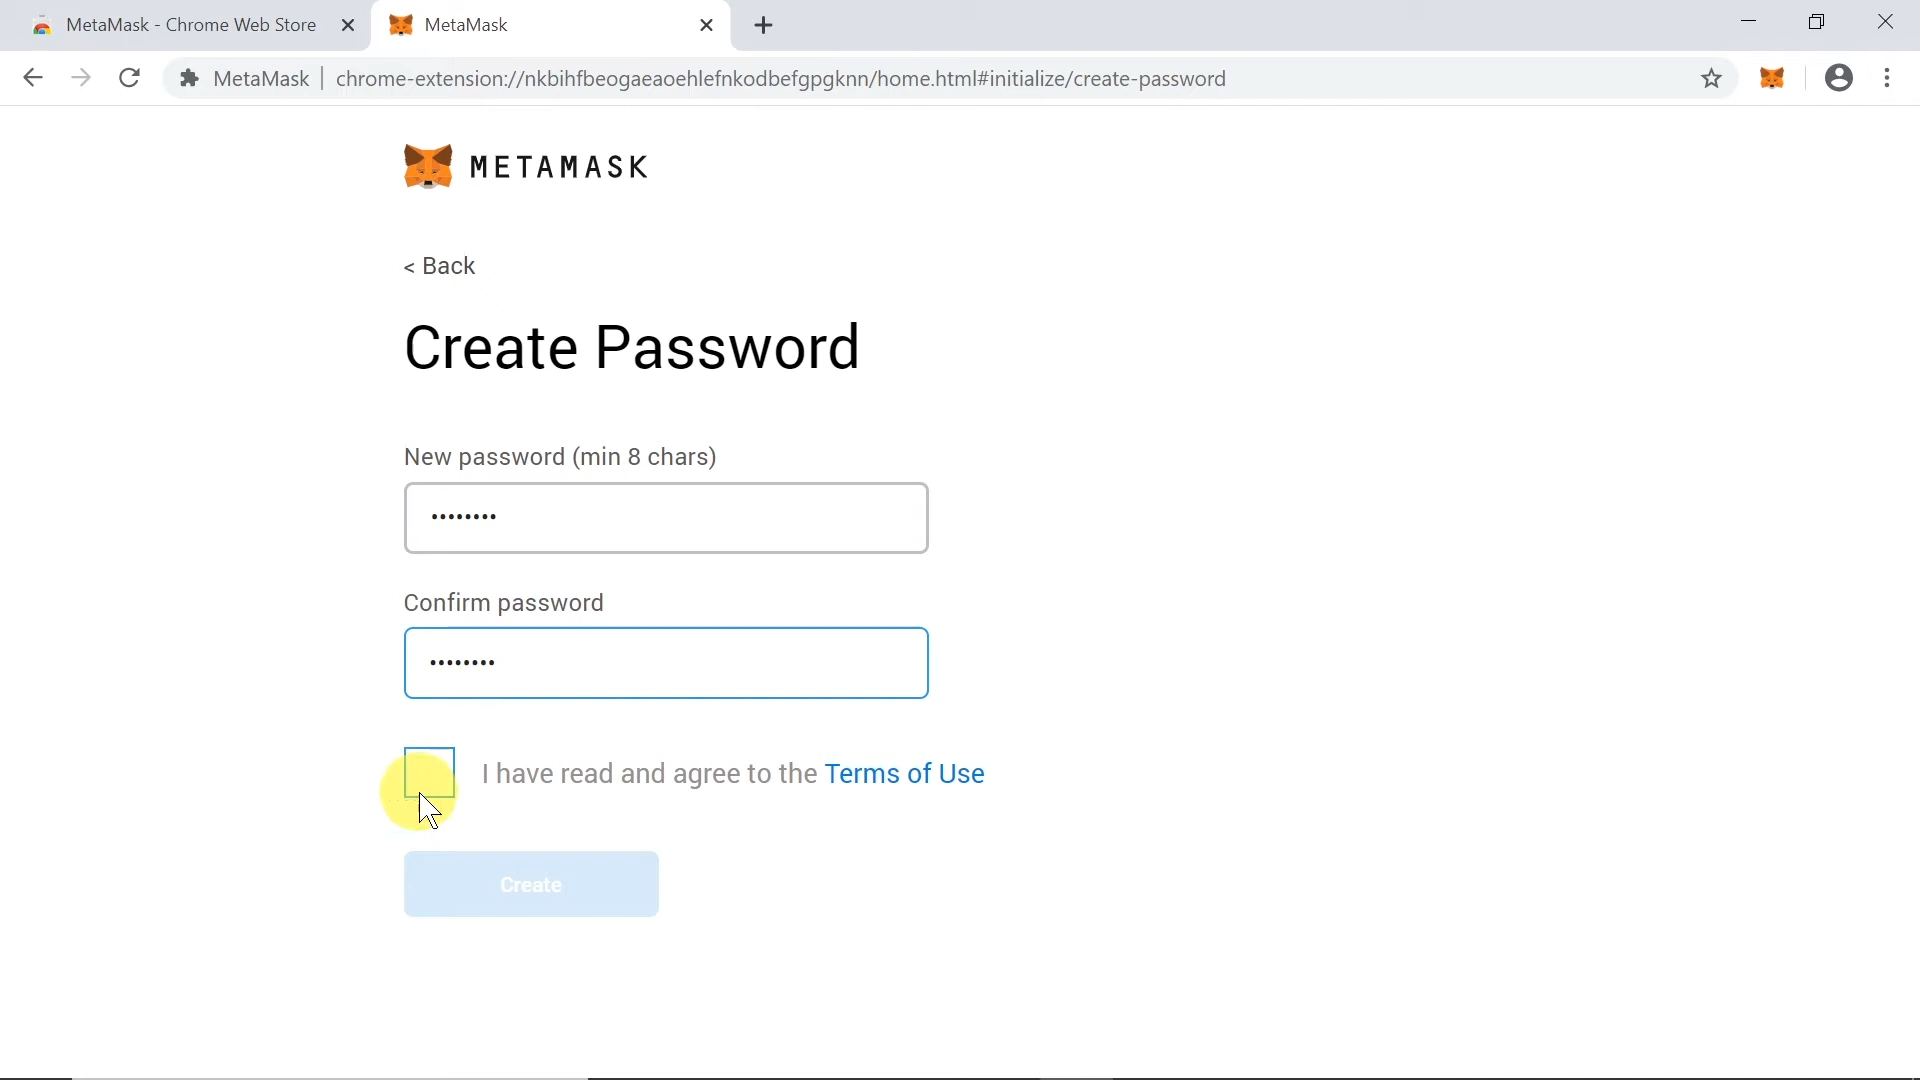 MetaMask - Chrome Web Store
MetaMask
MetaMask | chrome-extension://nkbihfbeogaeaoehlefnkodbefgpgknn/home.html#initialize/create-password
METAMASK
< Back
Create Password
New password (min 8 chars)
••••••••
Confirm password
••••••••
I have read and agree to the Terms of Use
Create